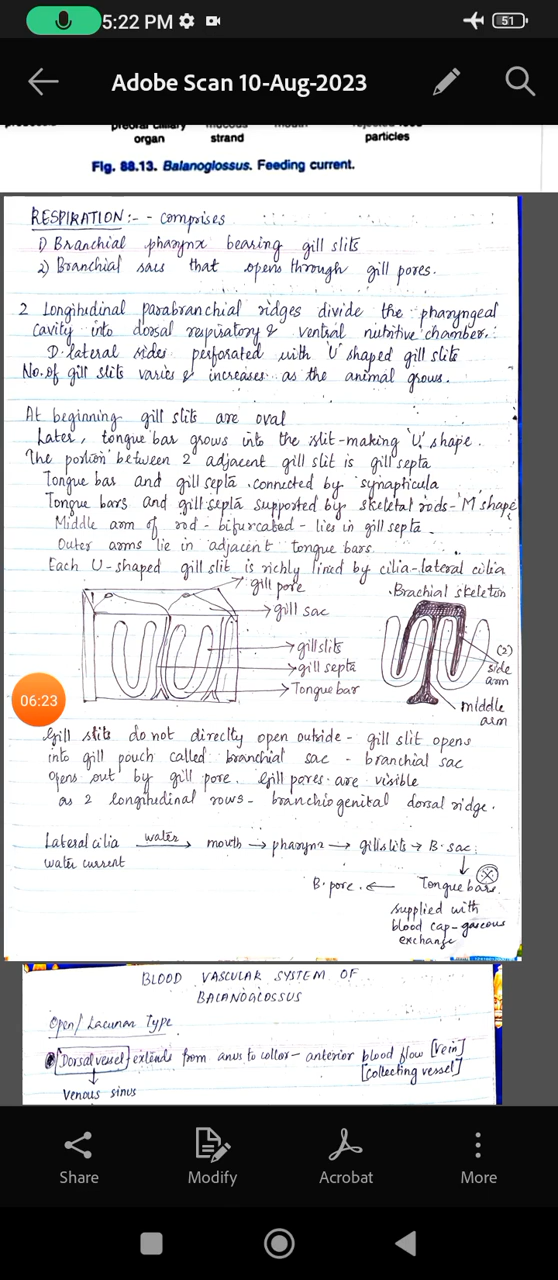 5:22 PM
51
Adobe Scan 10-Aug-2023
preoral ciliary mucous mouth rejected food
organ strand particles
Fig. 88.13. Balanoglossus. Feeding current.
RESPIRATION:- - comprises
1) Branchial pharynx bearing gill slits
2) Branchial sacs that opens through gill pores.
2 Longitudinal parabranchial ridges divide the pharyngeal
cavity into dorsal respiratory & ventral nutritive chamber.
D. lateral sides perforated with 'U' shaped gill slits
No. of gill slits varies & increases as the animal grows.
At beginning gill slits are oval
Later, tongue bar grows into the slit-making 'U' shape.
The portion between 2 adjacent gill slit is gill septa
Tongue bar and gill septa connected by synapticula
Tongue bars and gill septa supported by skeletal rods-'M' shape
Middle arm of rod - bifurcated - lies in gill septa.
Outer arms lie in adjacent tongue bars
Each U-shaped gill slit is richly lined by cilia-lateral cilia
gill pore
Brachial skeleton
gill sac
gill slits
gill septa
Tongue bar
(2)
side
arm
middle
arm
06:23
Gill slits do not direclty open outside - gill slit opens
into gill pouch called branchial sac - branchial sac
opens out by gill pore. Gill pores are visible
as 2 longitudinal rows - branchiogenital dorsal ridge.
Lateral cilia water → mouth → pharynx → gillslits → B. sac
water current
B. pore. ← Tongue bars
supplied with
blood cap-gaseous
exchange
BLOOD VASCULAR SYSTEM OF
BALANOGLOSSUS
Open/ Lacunar Type
Dorsal vessel extends from anus to collar - anterior blood flow [vein]
[collecting vessel]
Venous sinus
Share
Modify
Acrobat
More